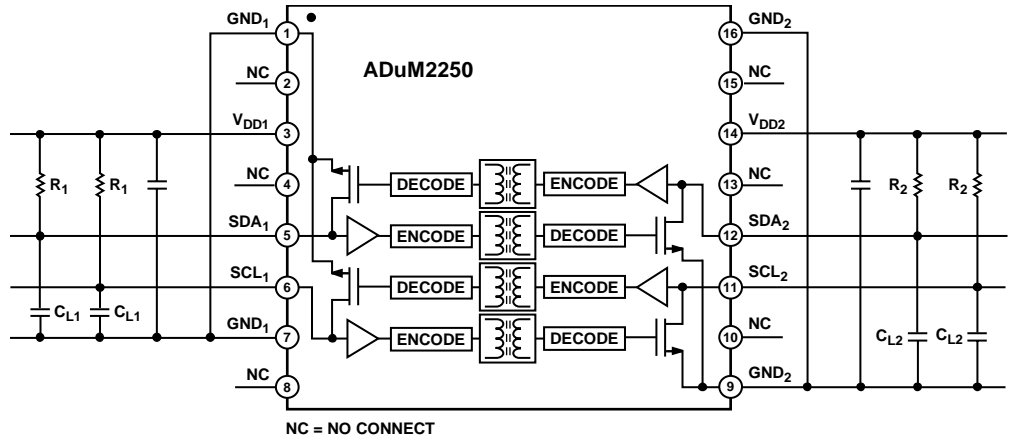 GND1 1 16 GND2
ADuM2250
NC 2 15 NC
VDD1 3 14 VDD2
R1 R1 NC 4 DECODE ENCODE 13 NC R2 R2
SDA1 5 ENCODE DECODE 12 SDA2
SCL1 6 DECODE ENCODE 11 SCL2
CL1 CL1 GND1 7 ENCODE DECODE 10 NC CL2 CL2
NC 8 9 GND2
NC = NO CONNECT